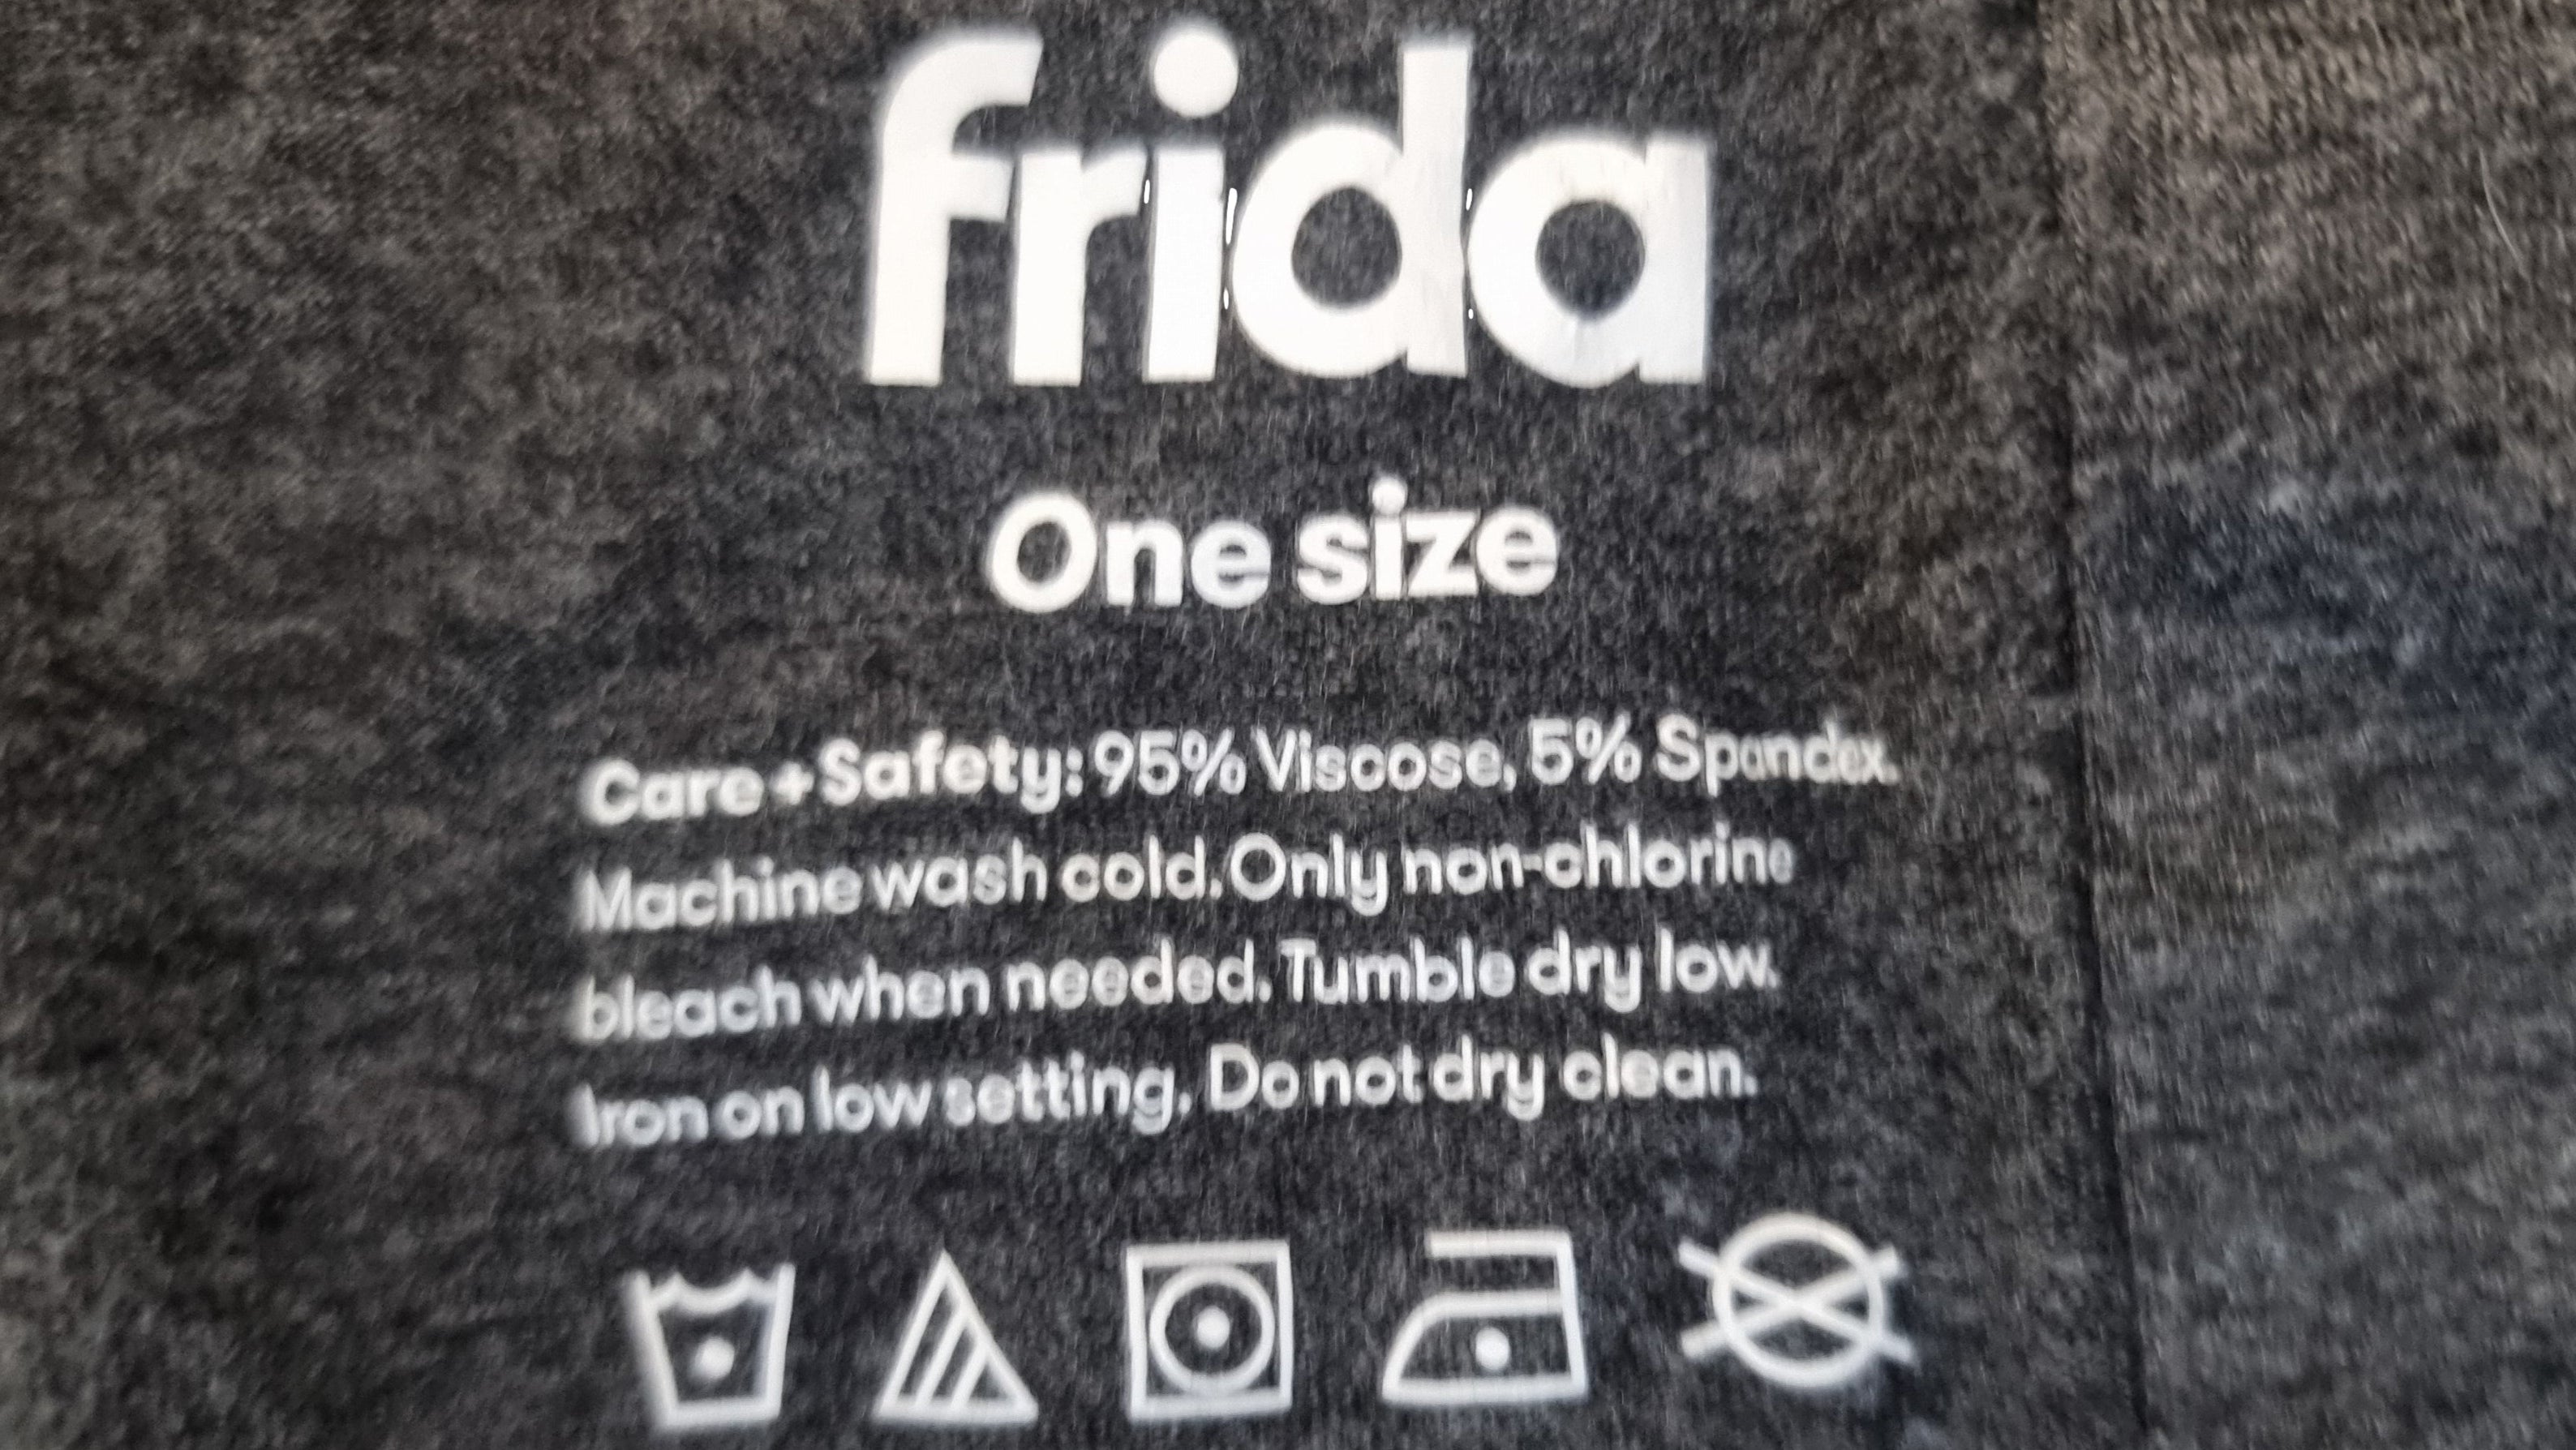 frida
One size
Care + Safety: 95% Viscose, 5% Spandex.
Machine wash cold. Only non-chlorine
bleach when needed. Tumble dry low.
Iron on low setting. Do not dry clean.